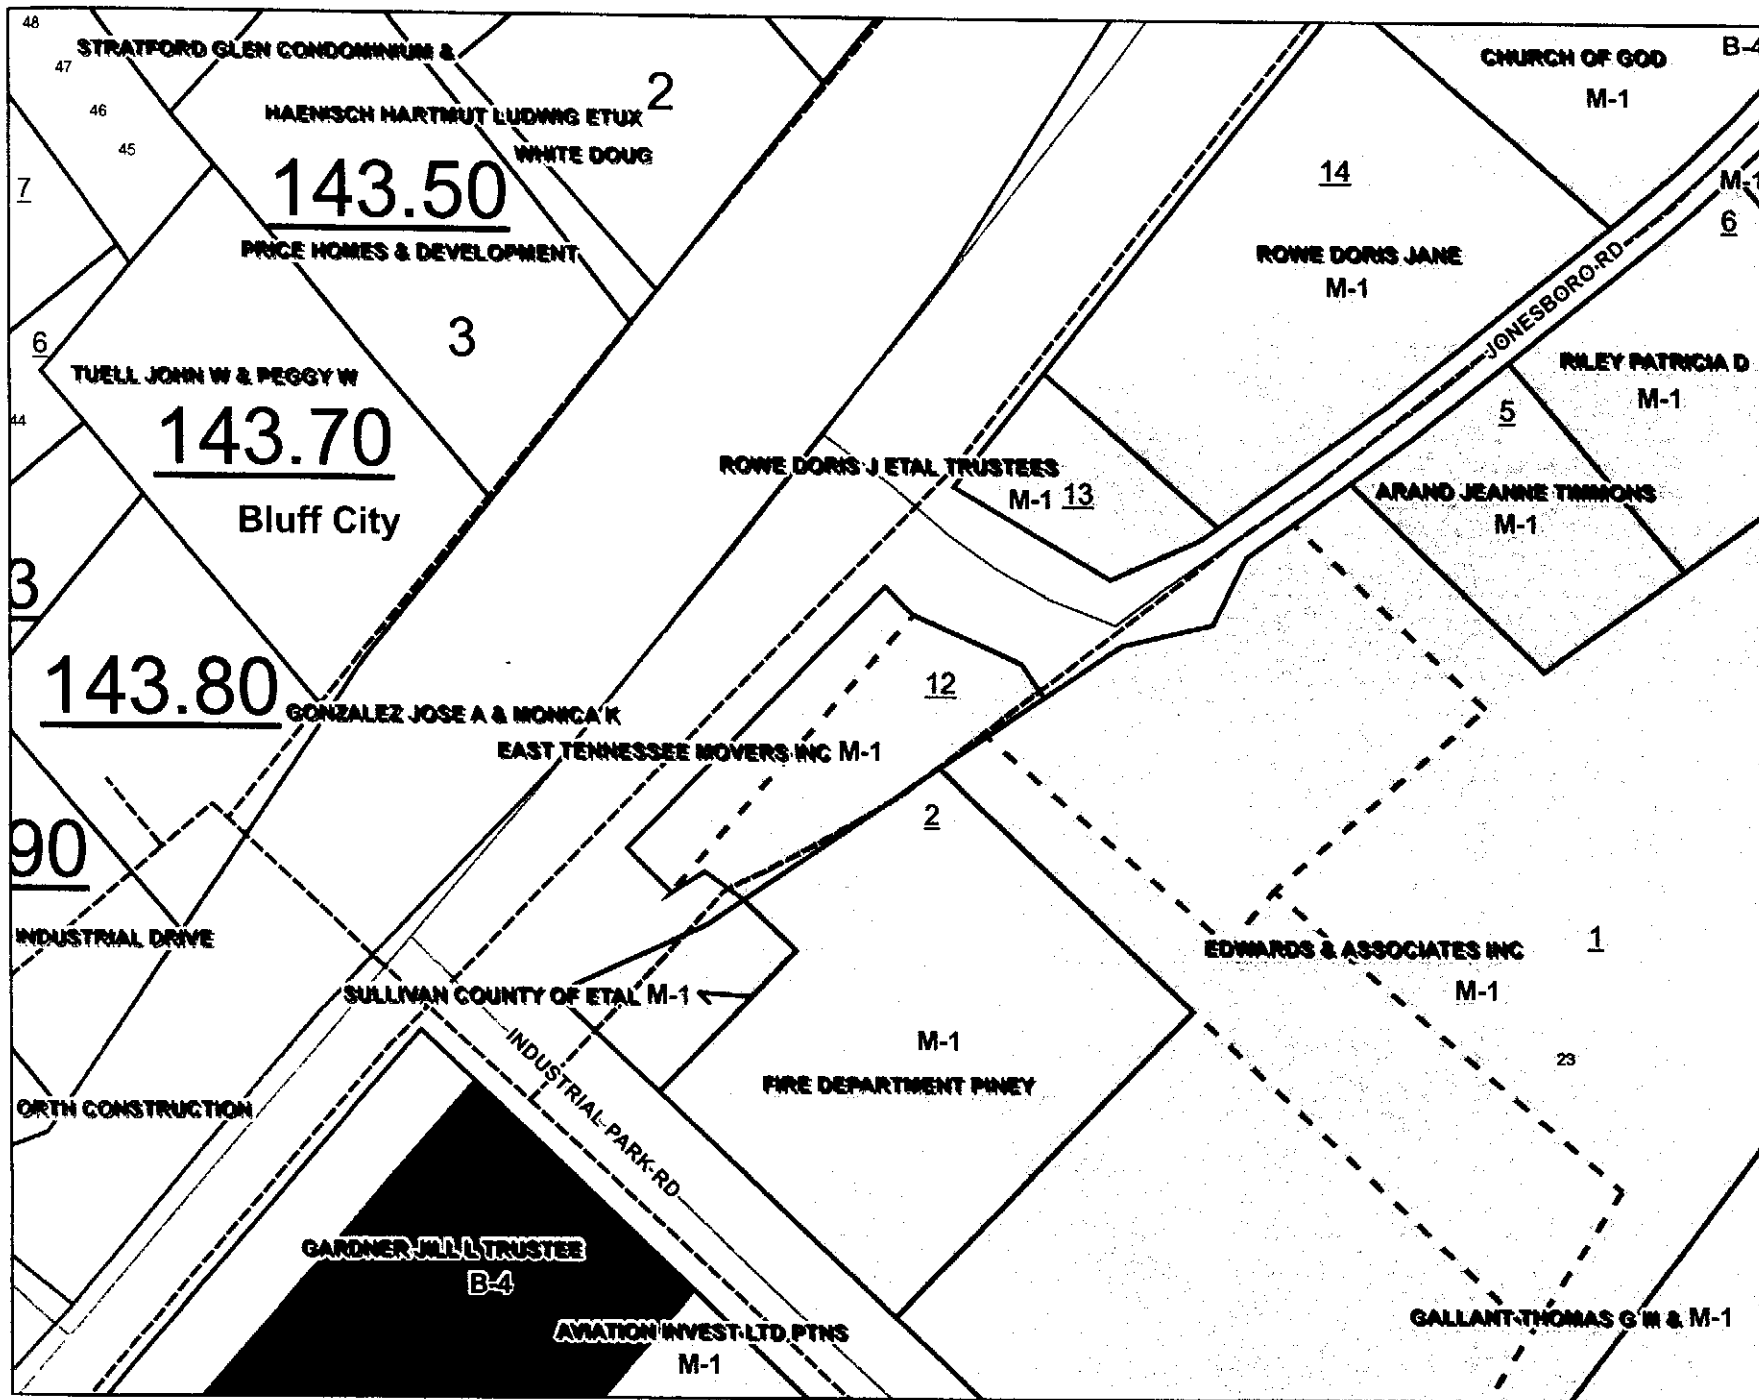 48
STRATFORD GLEN CONDOMINIUM &
47
2
CHURCH OF GOD
B-4
M-1
46
HAENISCH HARTMUT LUDWIG ETUX
45
WHITE DOUG
143.50
14
7
M-1
6
PRICE HOMES & DEVELOPMENT
ROWE DORIS JANE
M-1
JONESBORO RD
3
6
TUELL JOHN W & PEGGY W
RILEY PATRICIA D
M-1
44
143.70
5
ROWE DORIS J ETAL TRUSTEES
M-1 13
ARAND JEANNE TIMMONS
M-1
Bluff City
3
143.80
12
GONZALEZ JOSE A & MONICA K
EAST TENNESSEE MOVERS INC M-1
2
90
INDUSTRIAL DRIVE
EDWARDS & ASSOCIATES INC
1
M-1
SULLIVAN COUNTY OF ETAL M-1
INDUSTRIAL PARK RD
M-1
FIRE DEPARTMENT PINEY
23
ORTH CONSTRUCTION
GARDNER JILL L TRUSTEE
B-4
AVIATION INVEST LTD PTNS
M-1
GALLANT THOMAS G III & M-1